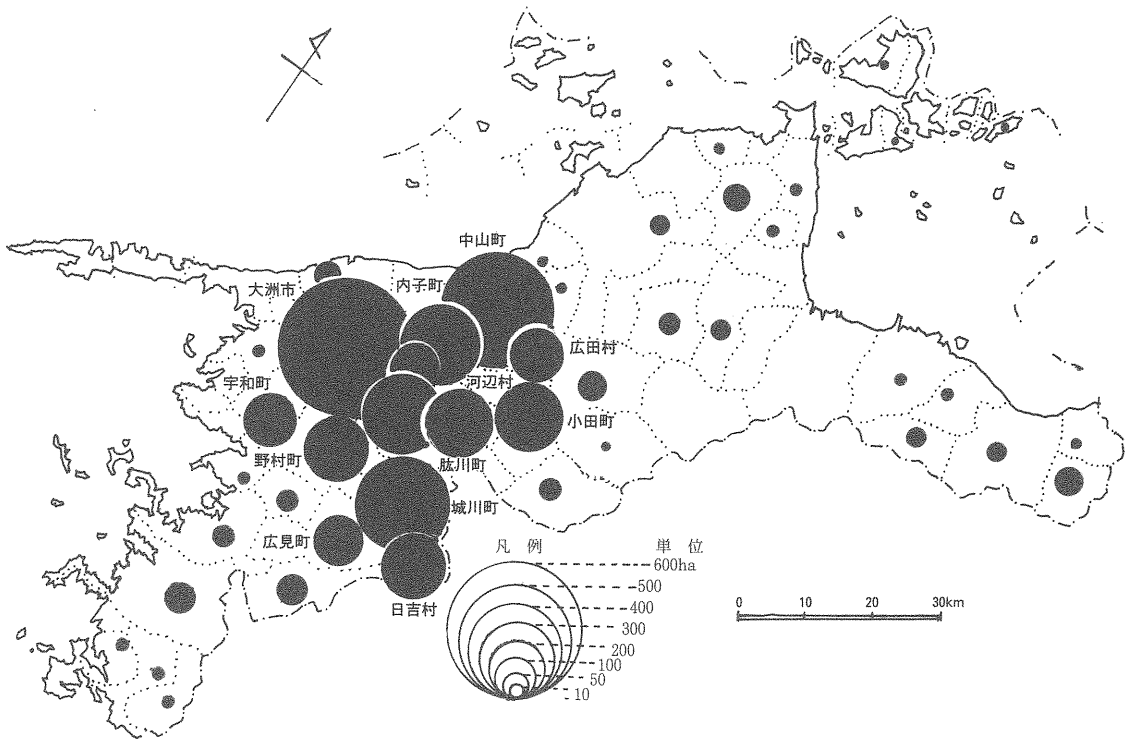 中山町
大洲市
内子町
広田村
宇和町
河辺村
小田町
野村町
肱川町
城川町
広見町
日吉村
凡 例
単 位
600ha
500
400
300
200
100
50
10
0 10 20 30km